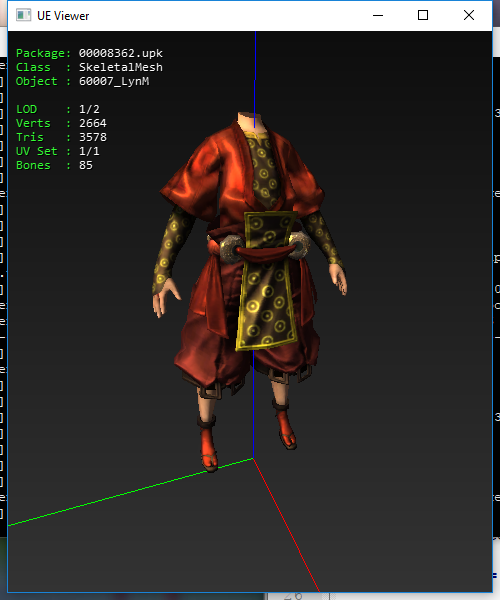 UE Viewer
Package: 00008362.upk
Class : SkeletalMesh
Object : 60007_LynM
LOD : 1/2
Verts : 2664
Tris : 3578
UV Set : 1/1
Bones : 85